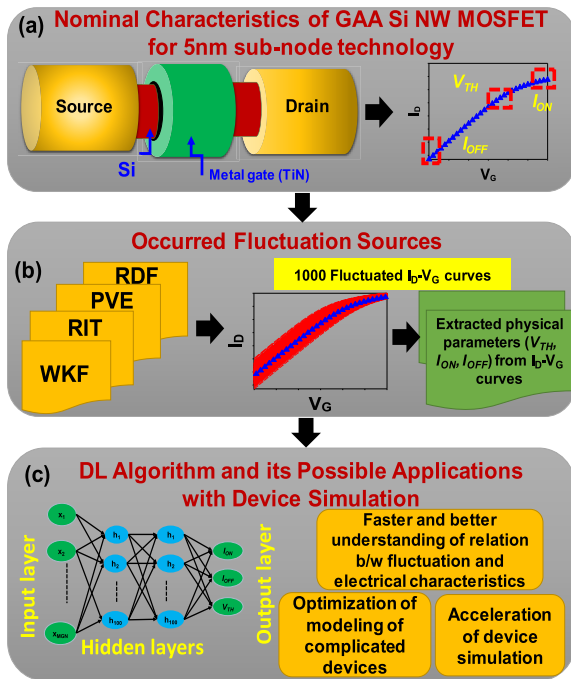 (a)
Nominal Characteristics of GAA Si NW MOSFET
for 5nm sub-node technology
Source
Drain
Si
Metal gate (TiN)
I_D
V_TH
I_ON
I_OFF
V_G
Occurred Fluctuation Sources
(b)
RDF
PVE
RIT
WKF
1000 Fluctuated I_D-V_G curves
I_D
V_G
Extracted physical
parameters (V_TH,
I_ON, I_OFF) from I_D-V_G
curves
(c)
DL Algorithm and its Possible Applications
with Device Simulation
Input layer
x_1
x_2
x_MGN
h_1
h_2
h_100
h_1
h_2
h_100
Hidden layers
I_ON
I_OFF
V_TH
Output layer
Faster and better
understanding of relation
b/w fluctuation and
electrical characteristics
Optimization of
modeling of
complicated
devices
Acceleration
of device
simulation